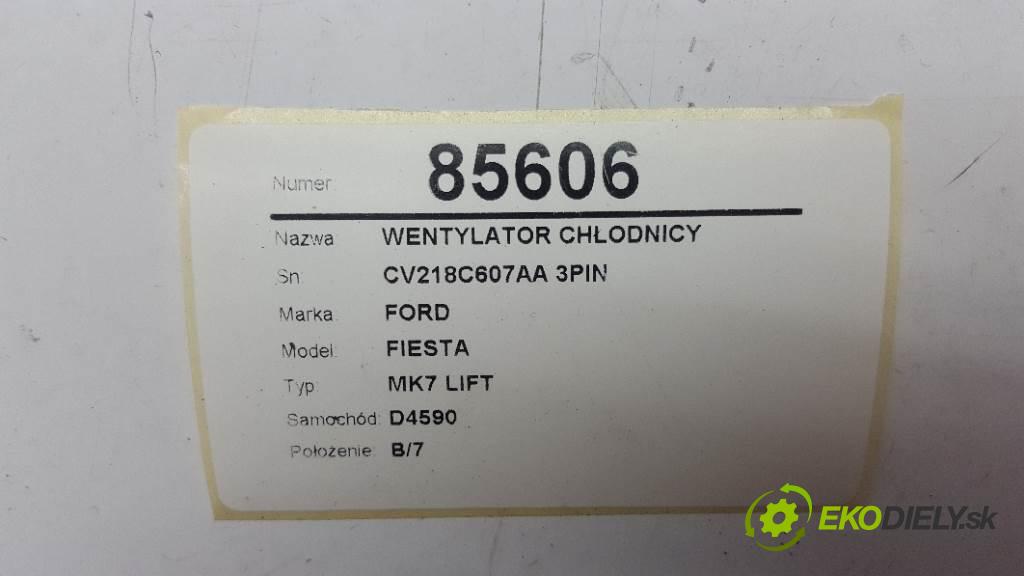 Numer: 85606
Nazwa: WENTYLATOR CHŁODNICY
Sn: CV218C607AA 3PIN
Marka: FORD
Model: FIESTA
Typ: MK7 LIFT
Samochód: D4590
Położenie: B/7
EKODIELY.sk